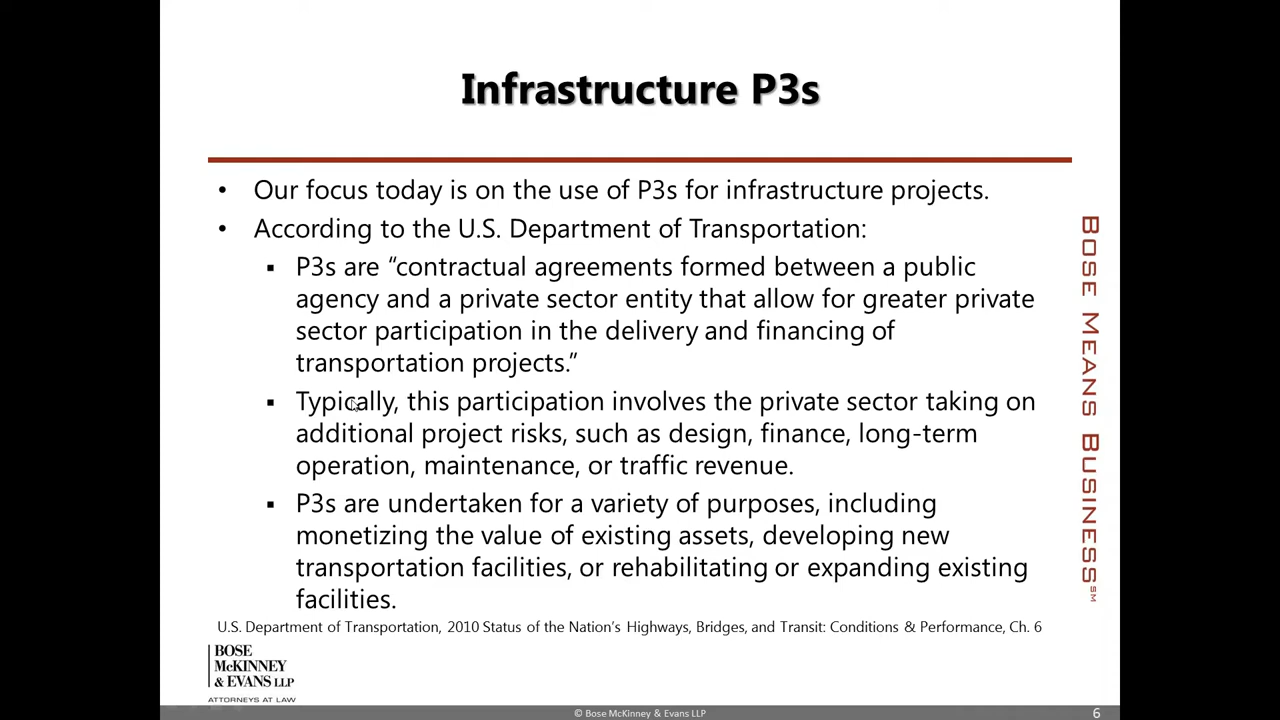 Infrastructure P3s
• Our focus today is on the use of P3s for infrastructure projects.
• According to the U.S. Department of Transportation:
▪ P3s are “contractual agreements formed between a public
agency and a private sector entity that allow for greater private
sector participation in the delivery and financing of
transportation projects.”
▪ Typically, this participation involves the private sector taking on
additional project risks, such as design, finance, long-term
operation, maintenance, or traffic revenue.
▪ P3s are undertaken for a variety of purposes, including
monetizing the value of existing assets, developing new
transportation facilities, or rehabilitating or expanding existing
facilities.
U.S. Department of Transportation, 2010 Status of the Nation’s Highways, Bridges, and Transit: Conditions & Performance, Ch. 6
BOSE MEANS BUSINESS℠
BOSE
McKINNEY
& EVANS LLP
ATTORNEYS AT LAW
© Bose McKinney & Evans LLP
6